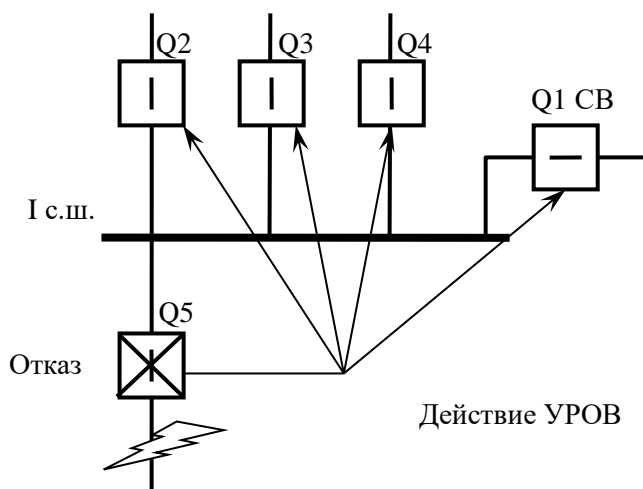 Q2
Q3
Q4
Q1 СВ
I с.ш.
Q5
Отказ
Действие УРОВ